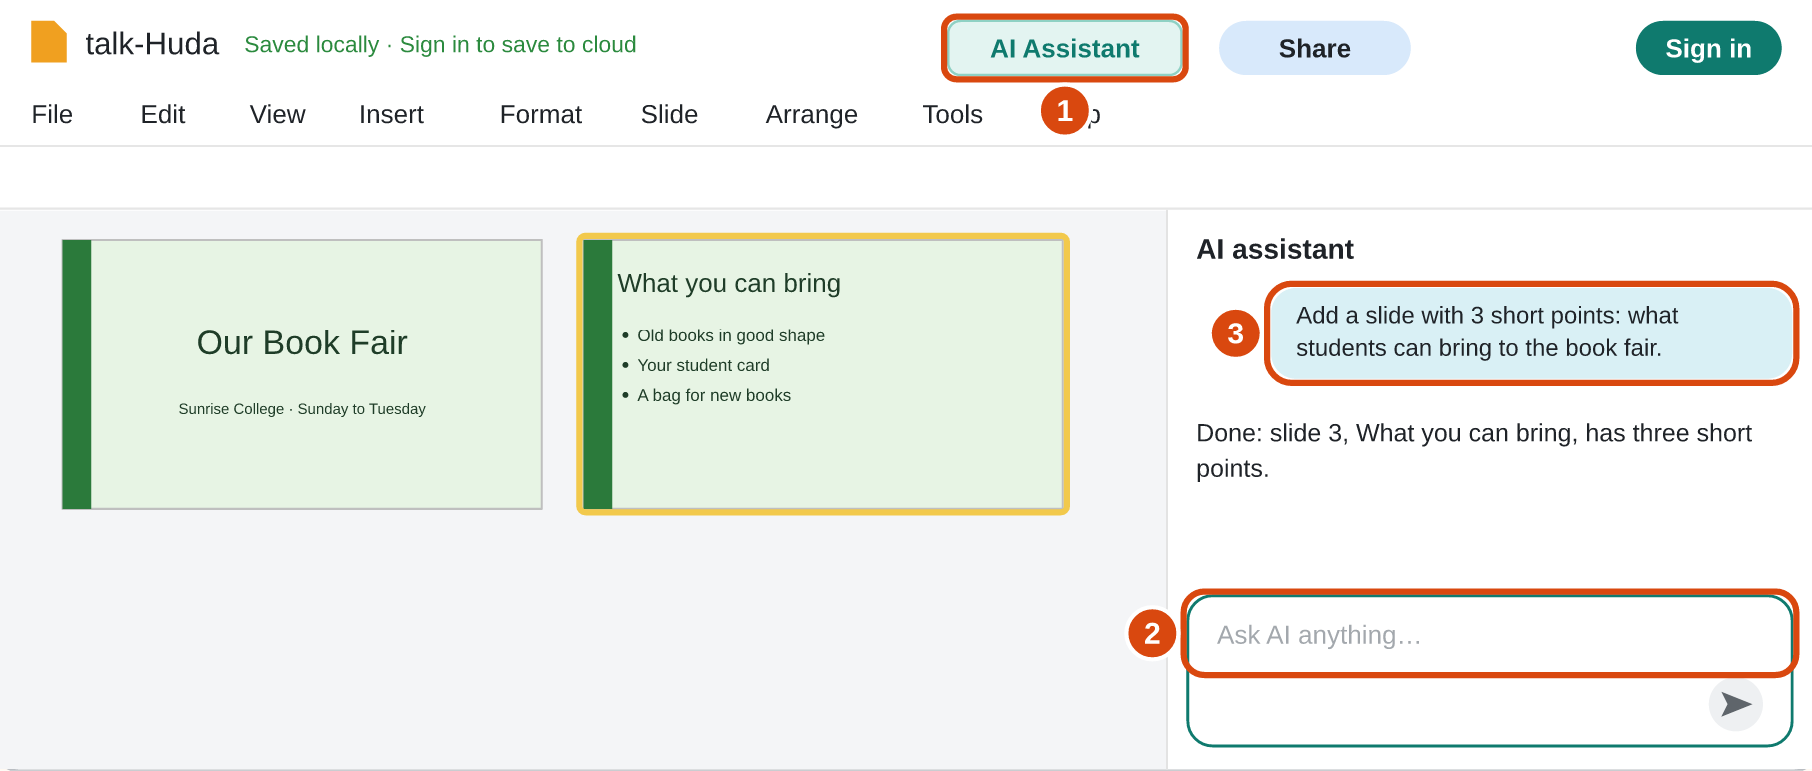 talk-Huda
Saved locally · Sign in to save to cloud
AI Assistant
Share
Sign in
File Edit View Insert Format Slide Arrange Tools
1
Our Book Fair
Sunrise College · Sunday to Tuesday
What you can bring
• Old books in good shape
• Your student card
• A bag for new books
AI assistant
3
Add a slide with 3 short points: what
students can bring to the book fair.
Done: slide 3, What you can bring, has three short
points.
2
Ask AI anything…